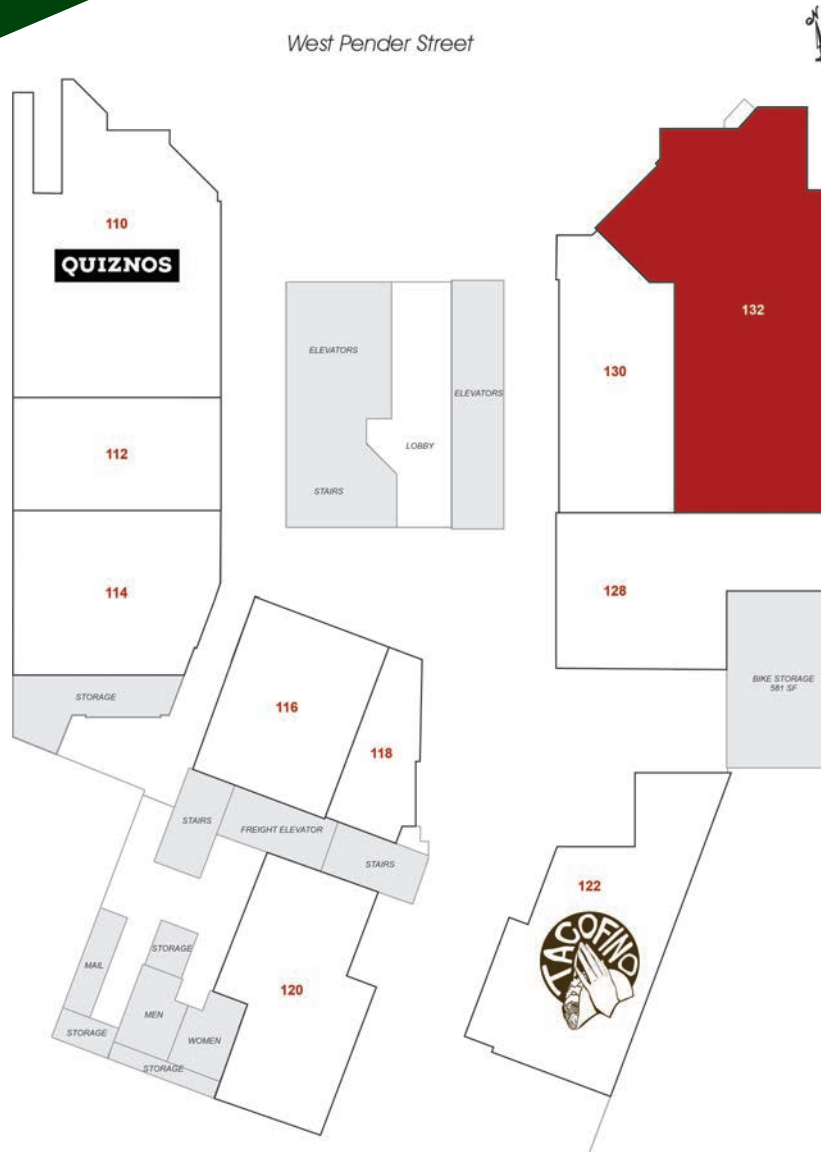 West Pender Street
N
110
QUIZNOS
132
ELEVATORS
130
ELEVATORS
LOBBY
112
STAIRS
114
128
BIKE STORAGE
581 SF
STORAGE
116
118
STAIRS
FREIGHT ELEVATOR
STAIRS
122
TACOFINO
STORAGE
MAIL
120
MEN
STORAGE
WOMEN
STORAGE